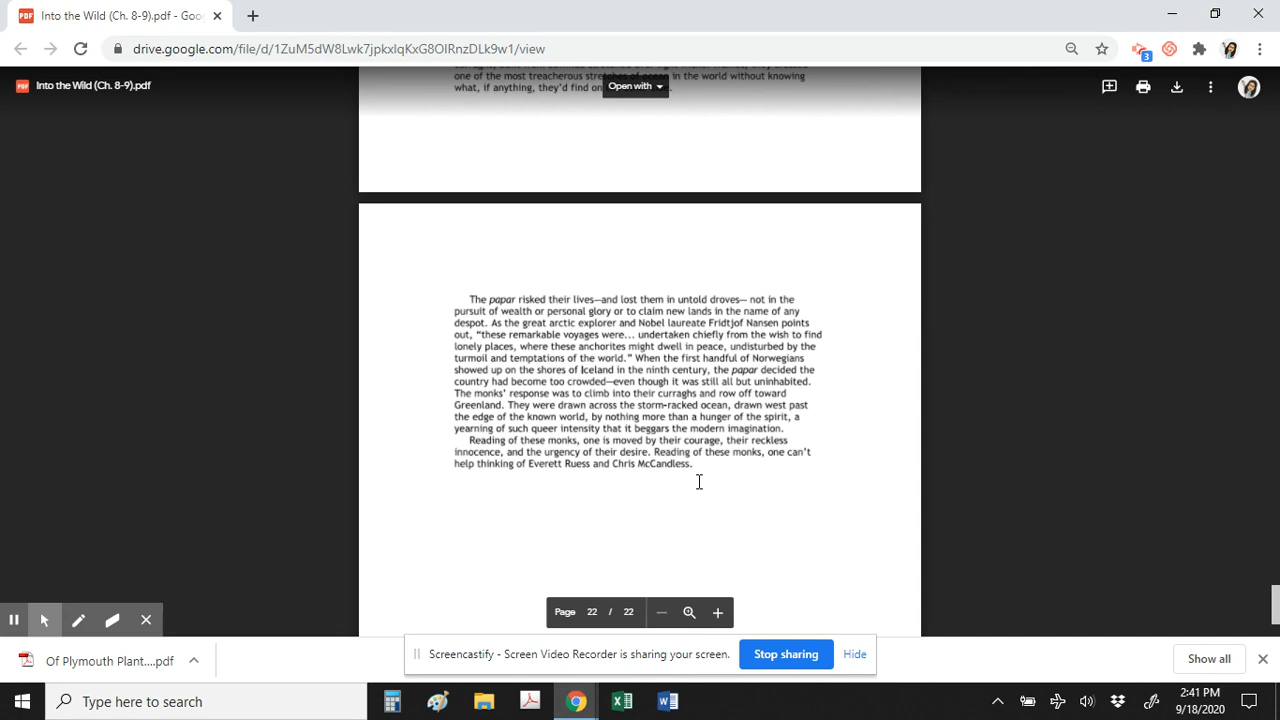 Into the Wild (Ch. 8-9).pdf - Goo
drive.google.com/file/d/1ZuM5dW8Lwk7jpkxlqKxG8OIRnzDLk9w1/view
3
Into the Wild (Ch. 8-9).pdf
Open with
one of the most treacherous stretches of ocean in the world without knowing
what, if anything, they'd find on
The papar risked their lives—and lost them in untold droves— not in the
pursuit of wealth or personal glory or to claim new lands in the name of any
despot. As the great arctic explorer and Nobel laureate Fridtjof Nansen points
out, "these remarkable voyages were... undertaken chiefly from the wish to find
lonely places, where these anchorites might dwell in peace, undisturbed by the
turmoil and temptations of the world." When the first handful of Norwegians
showed up on the shores of Iceland in the ninth century, the papar decided the
country had become too crowded—even though it was still all but uninhabited.
The monks' response was to climb into their curraghs and row off toward
Greenland. They were drawn across the storm-racked ocean, drawn west past
the edge of the known world, by nothing more than a hunger of the spirit, a
yearning of such queer intensity that it beggars the modern imagination.
Reading of these monks, one is moved by their courage, their reckless
innocence, and the urgency of their desire. Reading of these monks, one can't
help thinking of Everett Ruess and Chris McCandless.
Page 22 / 22
Screencastify - Screen Video Recorder is sharing your screen.
Stop sharing
Hide
Of Plymouth Plant....pdf
Show all
Type here to search
2:41 PM
9/18/2020